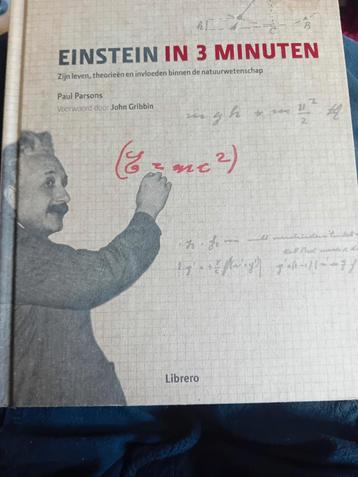 A B
EINSTEIN IN 3 MINUTEN
Zijn leven, theorieën en invloeden binnen de natuurwetenschap
Paul Parsons
Voorwoord door John Gribbin
(E = mc²)
Librero